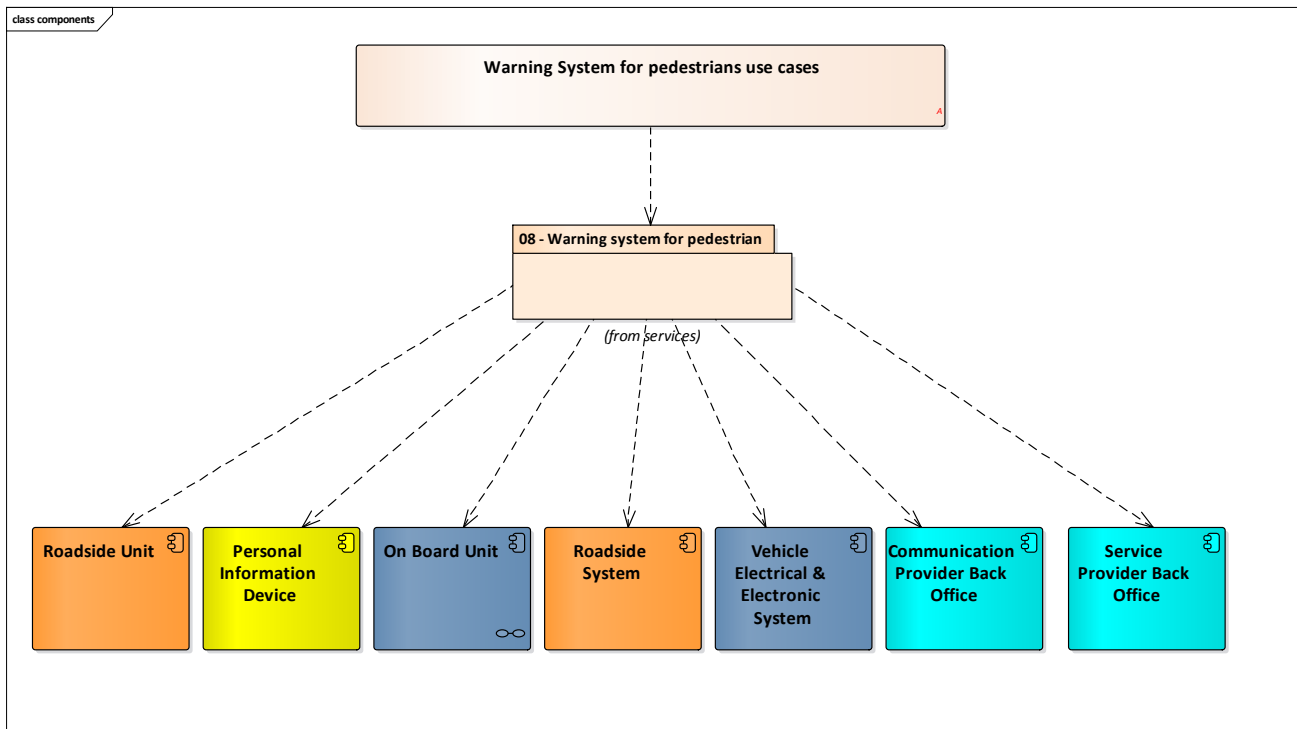 class components
Warning System for pedestrians use cases
A
08 - Warning system for pedestrian
(from services)
Roadside Unit
Personal
Information
Device
On Board Unit
Roadside
System
Vehicle
Electrical &
Electronic
System
Communication
Provider Back
Office
Service
Provider Back
Office